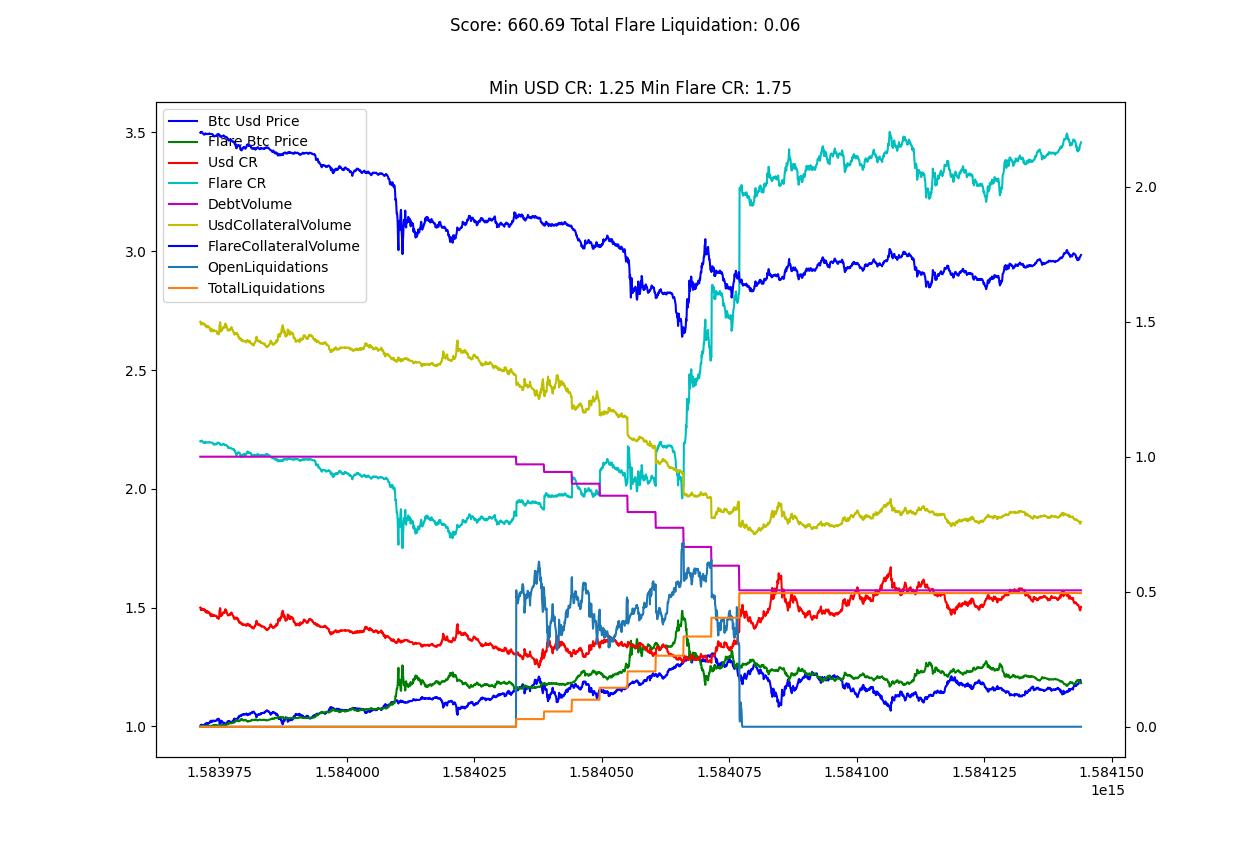 Score: 660.69 Total Flare Liquidation: 0.06
Min USD CR: 1.25 Min Flare CR: 1.75
Btc Usd Price
Flare Btc Price
Usd CR
Flare CR
DebtVolume
UsdCollateralVolume
FlareCollateralVolume
OpenLiquidations
TotalLiquidations
3.5
3.0
2.5
2.0
1.5
1.0
2.0
1.5
1.0
0.5
0.0
1.583975 1.584000 1.584025 1.584050 1.584075 1.584100 1.584125 1.584150
1e15